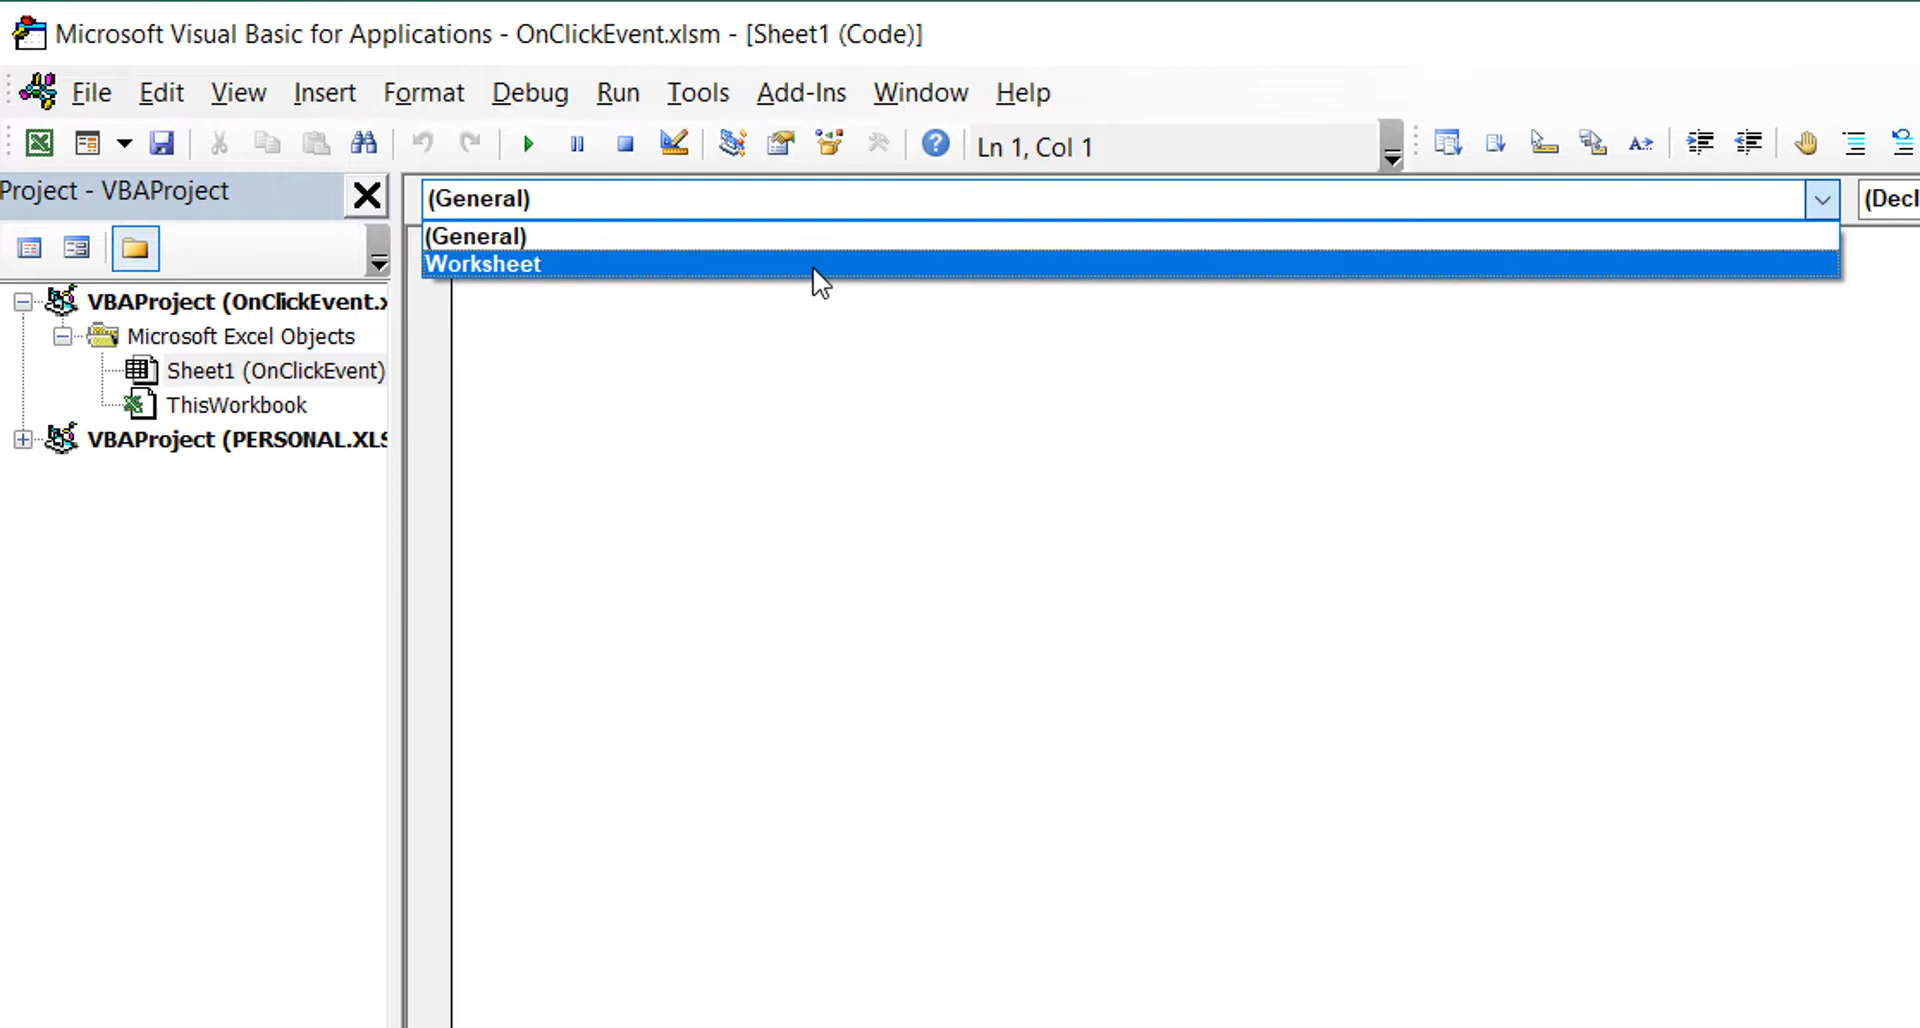 Microsoft Visual Basic for Applications - OnClickEvent.xlsm - [Sheet1 (Code)]
File Edit View Insert Format Debug Run Tools Add-Ins Window Help
Ln 1, Col 1
Project - VBAProject
(General)
(Decl
(General)
Worksheet
VBAProject (OnClickEvent.x
Microsoft Excel Objects
Sheet1 (OnClickEvent)
ThisWorkbook
VBAProject (PERSONAL.XLS